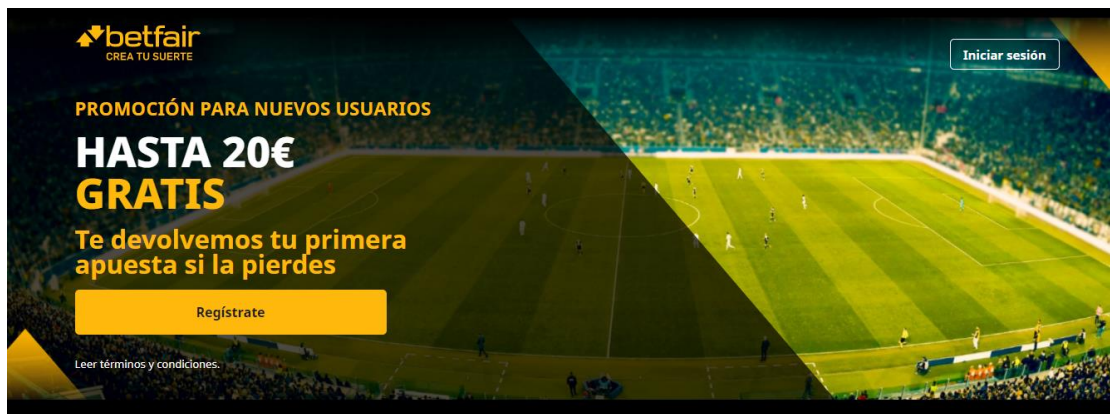 betfair
CREA TU SUERTE
Iniciar sesión
PROMOCIÓN PARA NUEVOS USUARIOS
HASTA 20€
GRATIS
Te devolvemos tu primera
apuesta si la pierdes
Regístrate
Leer términos y condiciones.